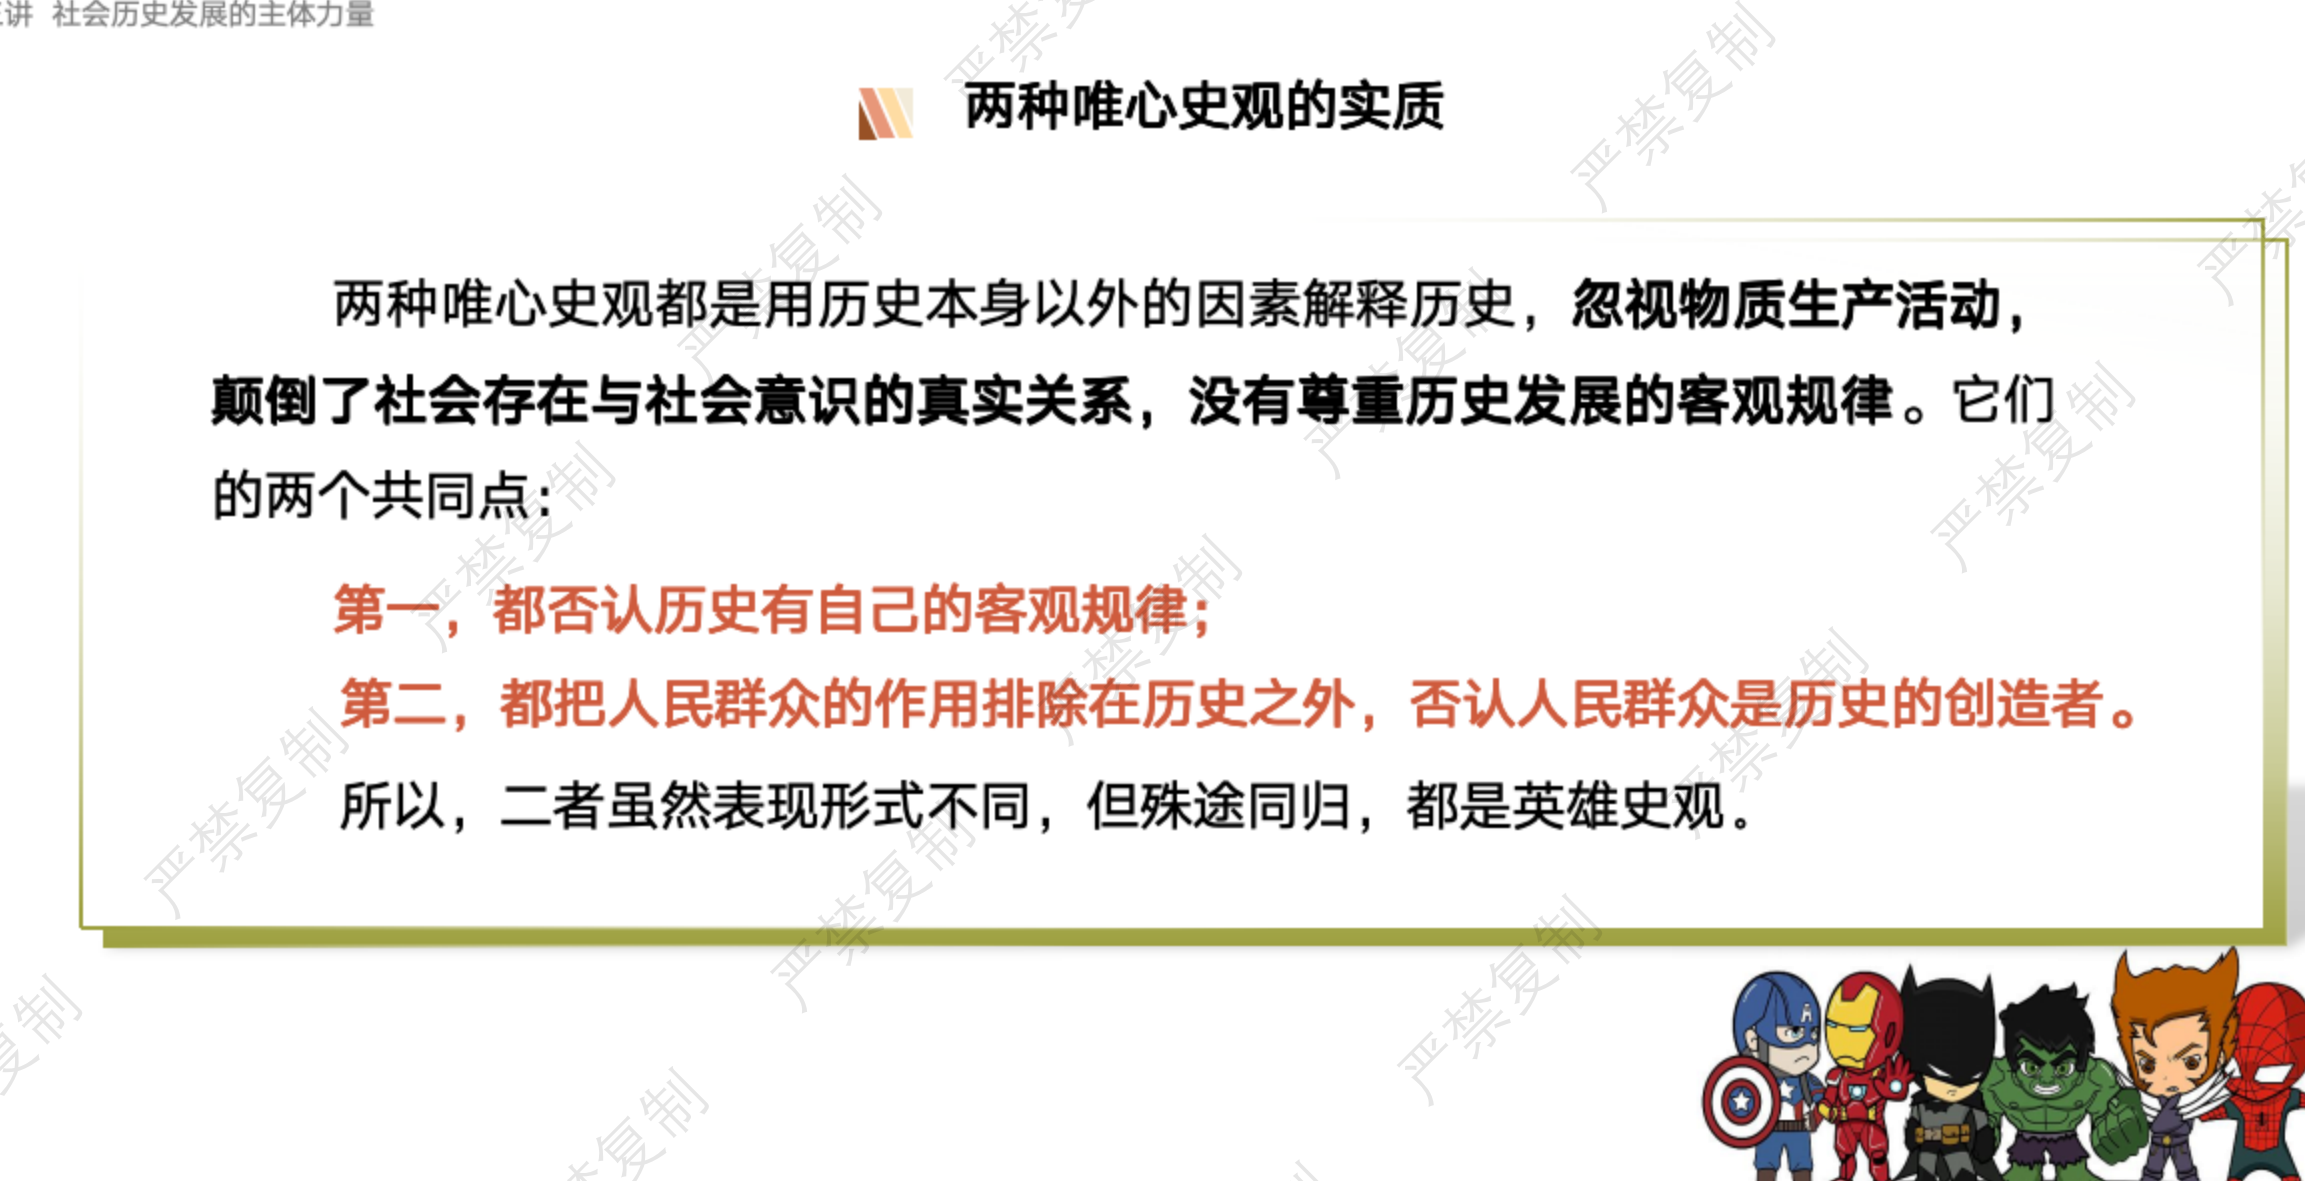 讲 社会历史发展的主体力量
两种唯心史观的实质
两种唯心史观都是用历史本身以外的因素解释历史，忽视物质生产活动，
颠倒了社会存在与社会意识的真实关系，没有尊重历史发展的客观规律。它们
的两个共同点：
第一，都否认历史有自己的客观规律；
第二，都把人民群众的作用排除在历史之外，否认人民群众是历史的创造者。
所以，二者虽然表现形式不同，但殊途同归，都是英雄史观。
严禁复制
严禁复制
严禁复
严禁复制
严禁复制
严禁复制
严禁复制
严禁复制
严禁复制
严禁复制
严禁复制
严禁复制
复制
禁复制
制
A